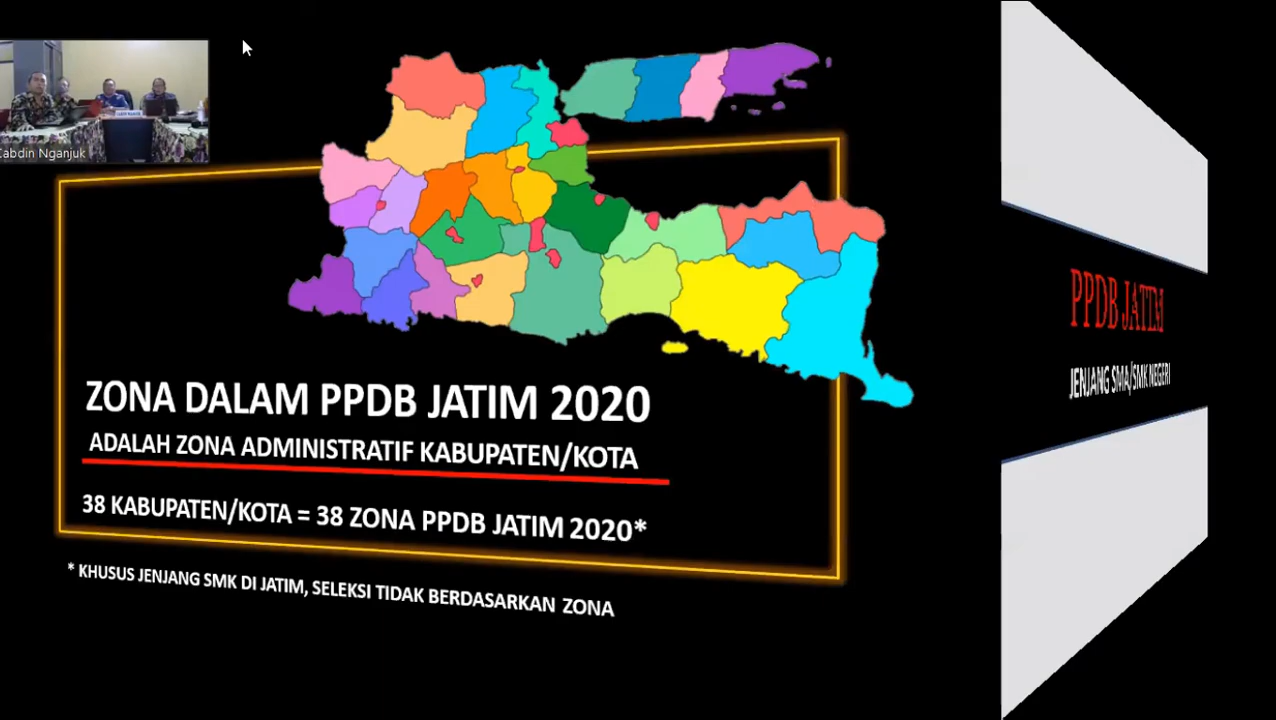 Cabdin Nganjuk
ZONA DALAM PPDB JATIM 2020
ADALAH ZONA ADMINISTRATIF KABUPATEN/KOTA
38 KABUPATEN/KOTA = 38 ZONA PPDB JATIM 2020*
* KHUSUS JENJANG SMK DI JATIM, SELEKSI TIDAK BERDASARKAN ZONA
PPDB JATIM
JENJANG SMA/SMK NEGERI